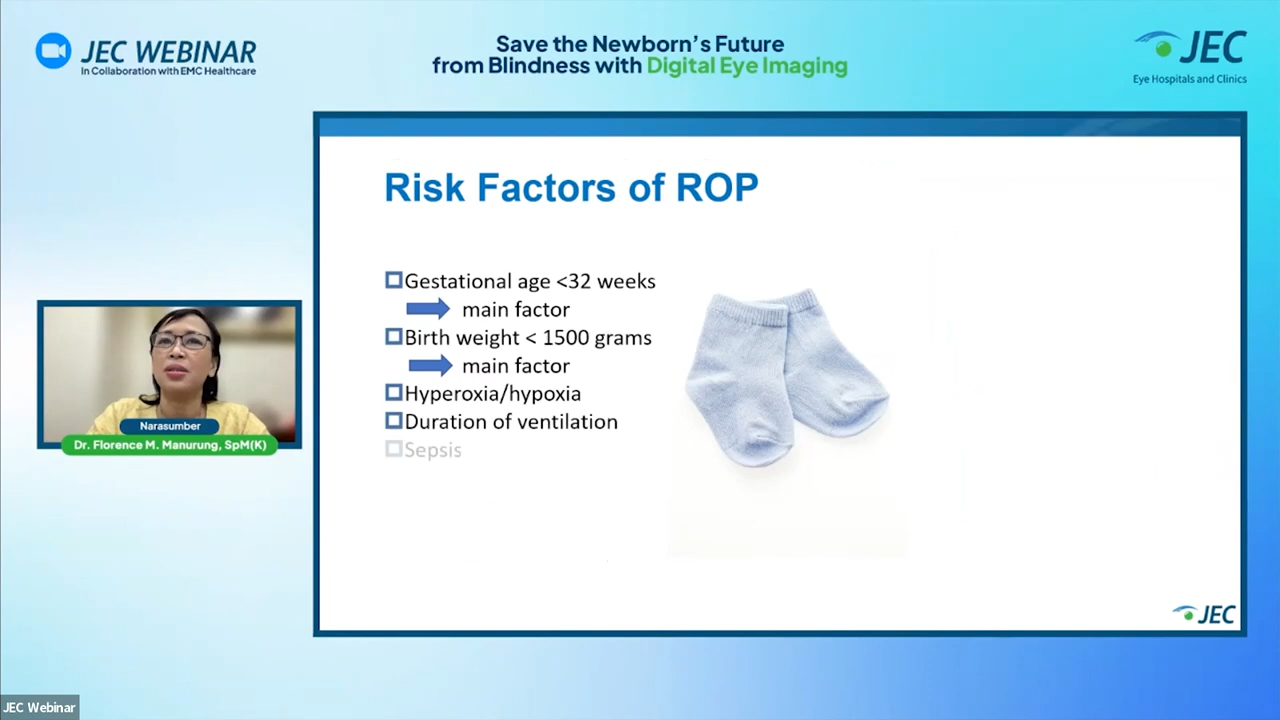 JEC WEBINAR
In Collaboration with EMC Healthcare
Save the Newborn's Future
from Blindness with Digital Eye Imaging
JEC
Eye Hospitals and Clinics
Risk Factors of ROP
Gestational age <32 weeks
main factor
Birth weight < 1500 grams
main factor
Hyperoxia/hypoxia
Duration of ventilation
Sepsis
Narasumber
Dr. Florence M. Manurung, SpM(K)
JEC
JEC Webinar